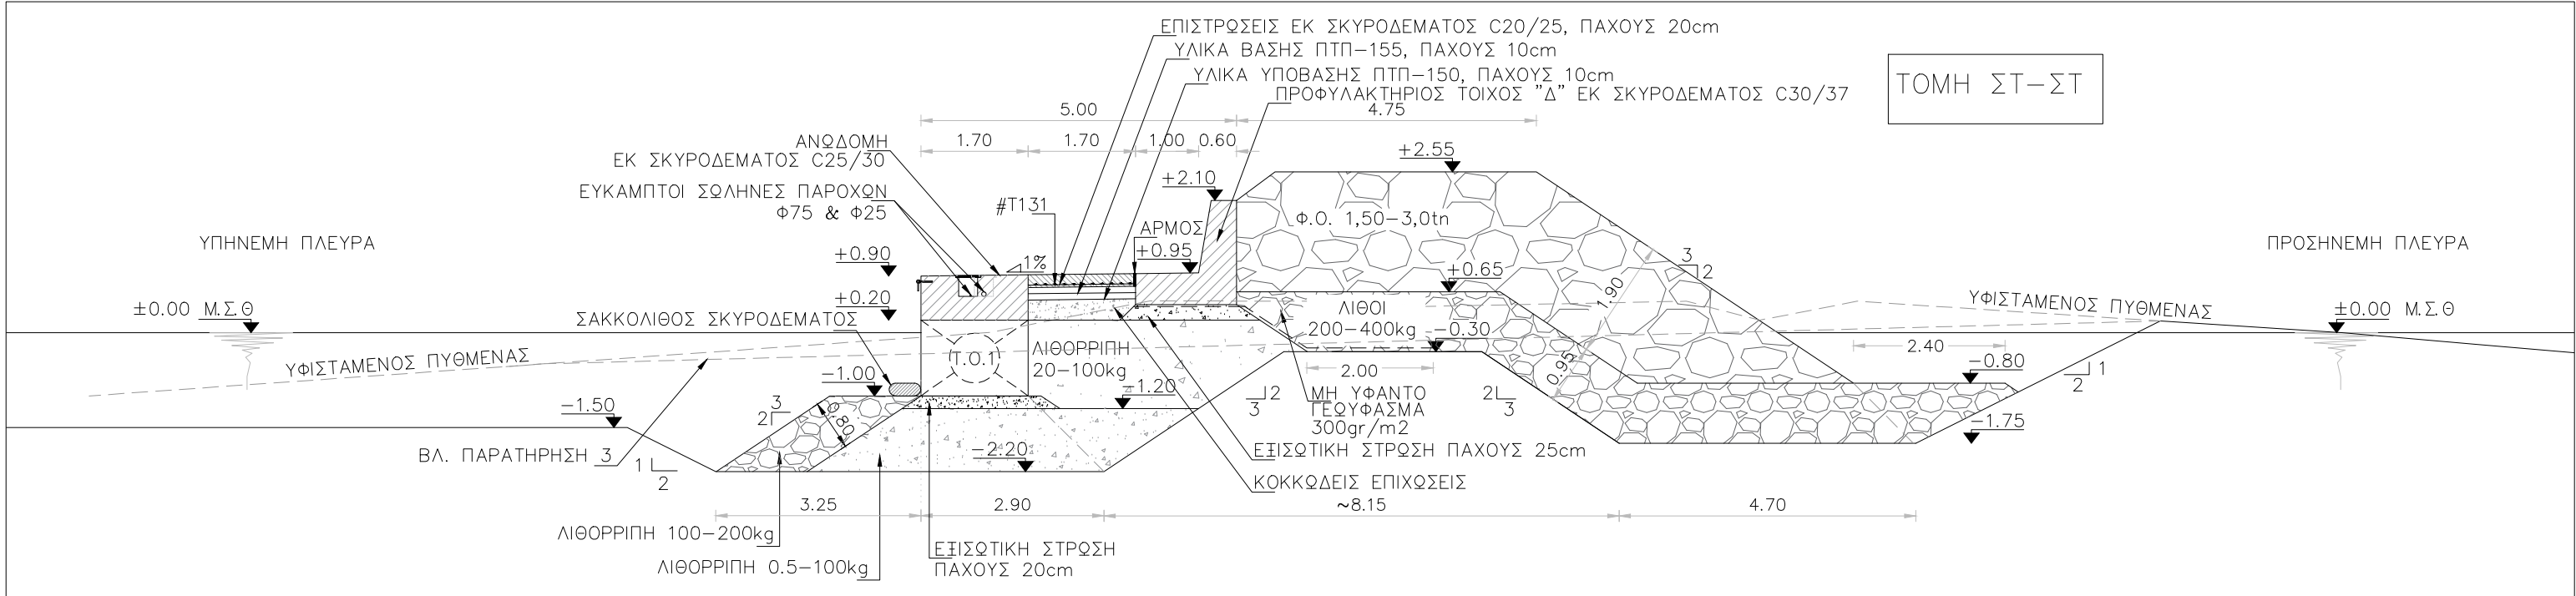 ΕΠΙΣΤΡΩΣΕΙΣ ΕΚ ΣΚΥΡΟΔΕΜΑΤΟΣ C20/25, ΠΑΧΟΥΣ 20cm
ΥΛΙΚΑ ΒΑΣΗΣ ΠΤΠ-155, ΠΑΧΟΥΣ 10cm
ΥΛΙΚΑ ΥΠΟΒΑΣΗΣ ΠΤΠ-150, ΠΑΧΟΥΣ 10cm
ΠΡΟΦΥΛΑΚΤΗΡΙΟΣ ΤΟΙΧΟΣ "Δ" ΕΚ ΣΚΥΡΟΔΕΜΑΤΟΣ C30/37
ΤΟΜΗ ΣΤ-ΣΤ
5.00
4.75
1.70
1.70
1.00
0.60
ΑΝΩΔΟΜΗ
ΕΚ ΣΚΥΡΟΔΕΜΑΤΟΣ C25/30
ΕΥΚΑΜΠΤΟΙ ΣΩΛΗΝΕΣ ΠΑΡΟΧΩΝ
Φ75 & Φ25
#T131
+2.10
+2.55
Φ.Ο. 1,50-3,0tn
ΑΡΜΟΣ
+0.95
1%
+0.90
+0.20
ΥΠΗΝΕΜΗ ΠΛΕΥΡΑ
ΠΡΟΣΗΝΕΜΗ ΠΛΕΥΡΑ
±0.00 Μ.Σ.Θ
ΣΑΚΚΟΛΙΘΟΣ ΣΚΥΡΟΔΕΜΑΤΟΣ
ΥΦΙΣΤΑΜΕΝΟΣ ΠΥΘΜΕΝΑΣ
Τ.Ο.1
ΛΙΘΟΡΡΙΠΗ
20-100kg
ΛΙΘΟΙ
200-400kg
+0.65
-0.30
1.90
0.95
3
2
ΥΦΙΣΤΑΜΕΝΟΣ ΠΥΘΜΕΝΑΣ
±0.00 Μ.Σ.Θ
2.40
-0.80
1
2
-1.75
2.00
-1.00
-1.20
-1.50
-2.20
0.80
3
2
2
3
2
3
1
2
ΜΗ ΥΦΑΝΤΟ
ΓΕΩΥΦΑΣΜΑ
300gr/m2
ΕΞΙΣΩΤΙΚΗ ΣΤΡΩΣΗ ΠΑΧΟΥΣ 25cm
ΚΟΚΚΩΔΕΙΣ ΕΠΙΧΩΣΕΙΣ
ΒΛ. ΠΑΡΑΤΗΡΗΣΗ 3
3.25
2.90
~8.15
4.70
ΛΙΘΟΡΡΙΠΗ 100-200kg
ΛΙΘΟΡΡΙΠΗ 0.5-100kg
ΕΞΙΣΩΤΙΚΗ ΣΤΡΩΣΗ
ΠΑΧΟΥΣ 20cm